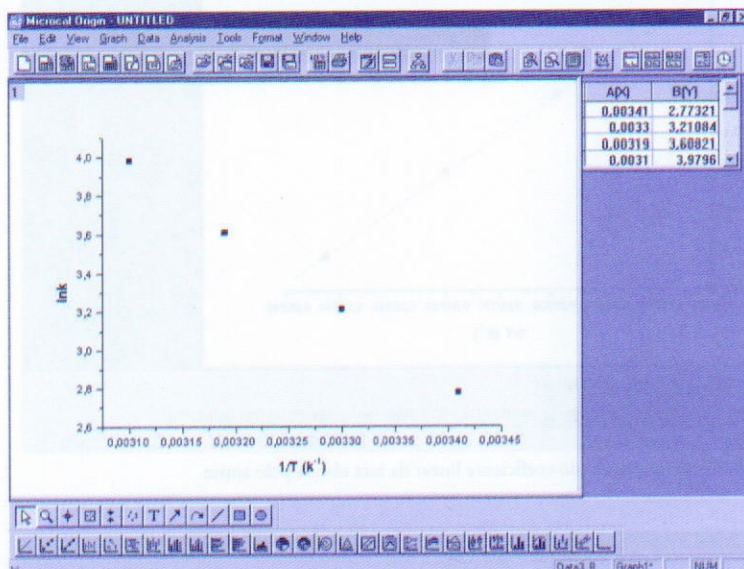 Microcal Origin - UNTITLED
File Edit View Graph Data Analysis Tools Format Window Help
1
A[X] B[Y]
0,00341 2,77321
0,0033 3,21084
0,00319 3,60821
0,0031 3,9796
4,0
3,8
3,6
3,4
3,2
3,0
2,8
2,6
lnk
0,00310 0,00315 0,00320 0,00325 0,00330 0,00335 0,00340 0,00345
1/T (k⁻¹)
T
Graph1* NUM